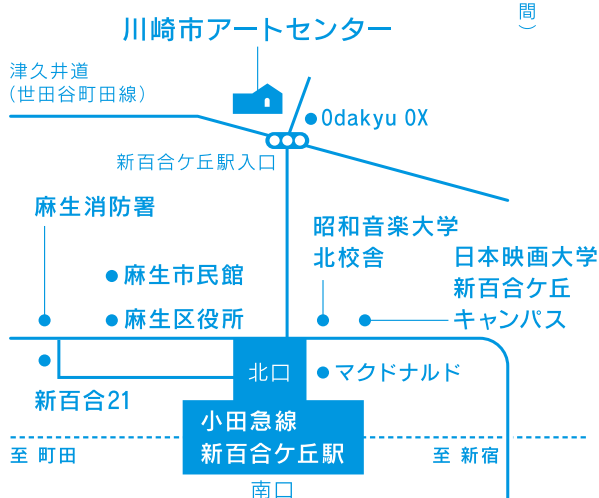 間）
川崎市アートセンター
津久井道
（世田谷町田線）
Odakyu OX
新百合ケ丘駅入口
麻生消防署
昭和音楽大学
北校舎
日本映画大学
新百合ケ丘
キャンパス
麻生市民館
麻生区役所
北口
マクドナルド
新百合21
小田急線
新百合ケ丘駅
至 町田
至 新宿
南口